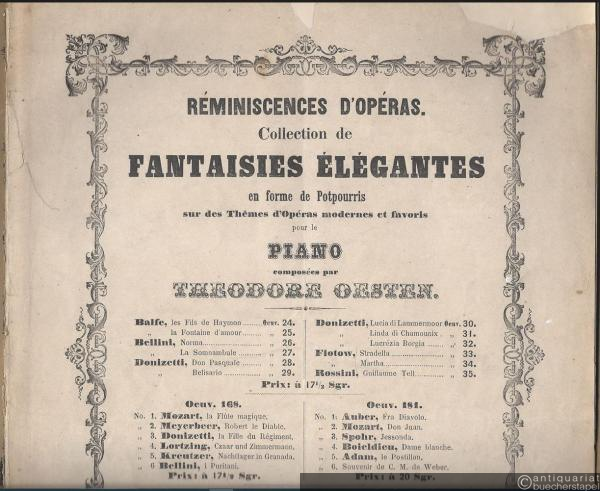 RÉMINISCENCES D'OPÉRAS.
Collection de
FANTAISIES ÉLÉGANTES
en forme de Potpourris
sur des Thêmes d'Opéras modernes et favoris
pour le
PIANO
composées par
THEODORE OESTEN.
Balfe, les Fils de Haymon Oeuv. 24.
„ la Fontaine d'amour „ 25.
Bellini, Norma „ 26.
„ La Somnambule „ 27.
Donizetti, Don Pasquale „ 28.
„ Belisario „ 29.
Donizetti, Lucia di Lammermoor Oeuv. 30.
„ Linda di Chamounix „ 31.
„ Lucrézia Borgia „ 32.
Flotow, Stradella „ 33.
„ Martha „ 34.
Rossini, Guillaume Tell „ 35.
Prix: à 17½ Sgr.
Oeuv. 168.
No. 1. Mozart, la Flûte magique,
„ 2. Meyerbeer, Robert le Diable,
„ 3. Donizetti, la Fille du Régiment,
„ 4. Lortzing, Czaar und Zimmermann,
„ 5. Kreutzer, Nachtlager in Granada,
„ 6 Bellini, i Puritani.
Prix: à 17½ Sgr.
Oeuv. 181.
No. 1. Auber, Fra Diavolo.
„ 2. Mozart, Don Juan.
„ 3. Spohr, Jessonda.
„ 4. Boieldieu, Dame blanche.
„ 5. Adam, le Postillon,
„ 6. Souvenir de C. M. de Weber.
Prix: à 20 Sgr.
antiquariat
buecherstapel